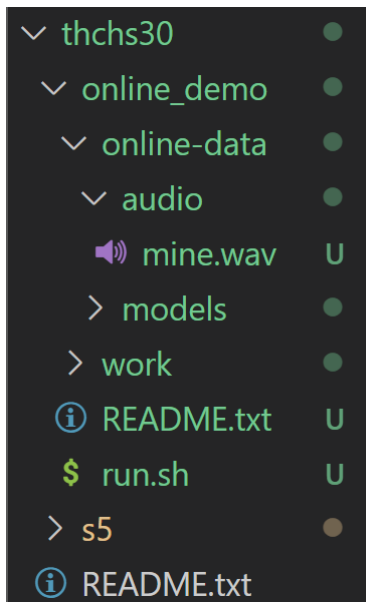 thchs30
online_demo
online-data
audio
mine.wav U
models
work
README.txt U
$ run.sh U
s5
README.txt